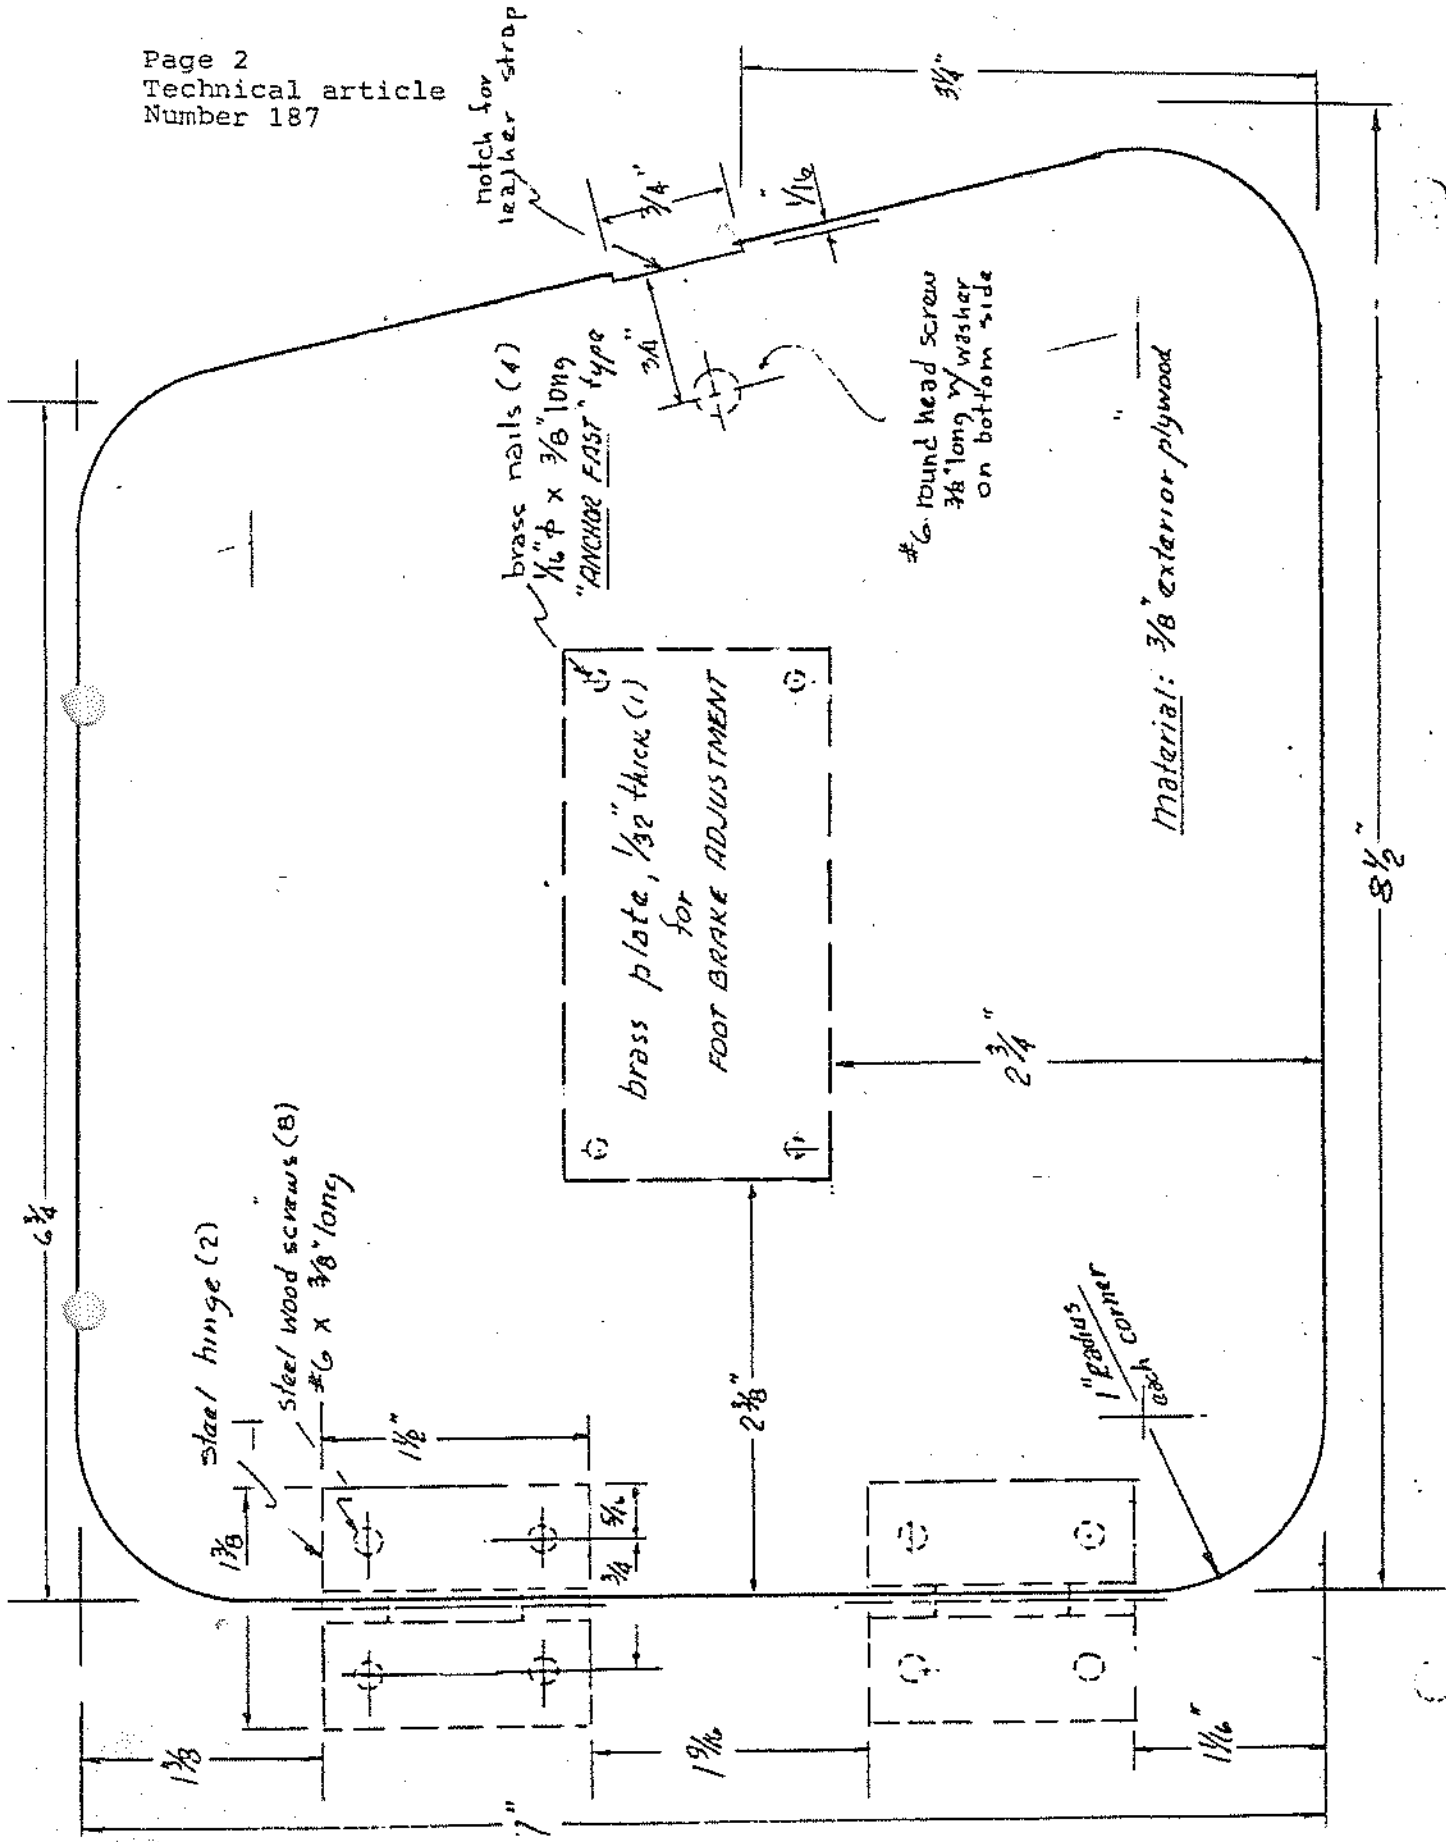 Page 2
Technical article
Number 187
notch for
leather strap
3/4"
3 1/4"
1/16"
3/4"
brass nails (4)
1/16" ϕ x 3/8" long
"ANCHOR FAST" type
#6 round head screw
3/8" long w/ washer
on bottom side
Material: 3/8" exterior plywood
brass plate, 1/32" thick (1)
for
FOOT BRAKE ADJUSTMENT
6 3/4
8 1/2"
2 3/4"
2 3/8"
steel hinge (2)
steel wood screws (8)
#6 x 3/8" long
1" Radius
each corner
1 3/8
1 1/2"
5/16
3/4
1 3/8
1 9/16
1 1/16"
7"